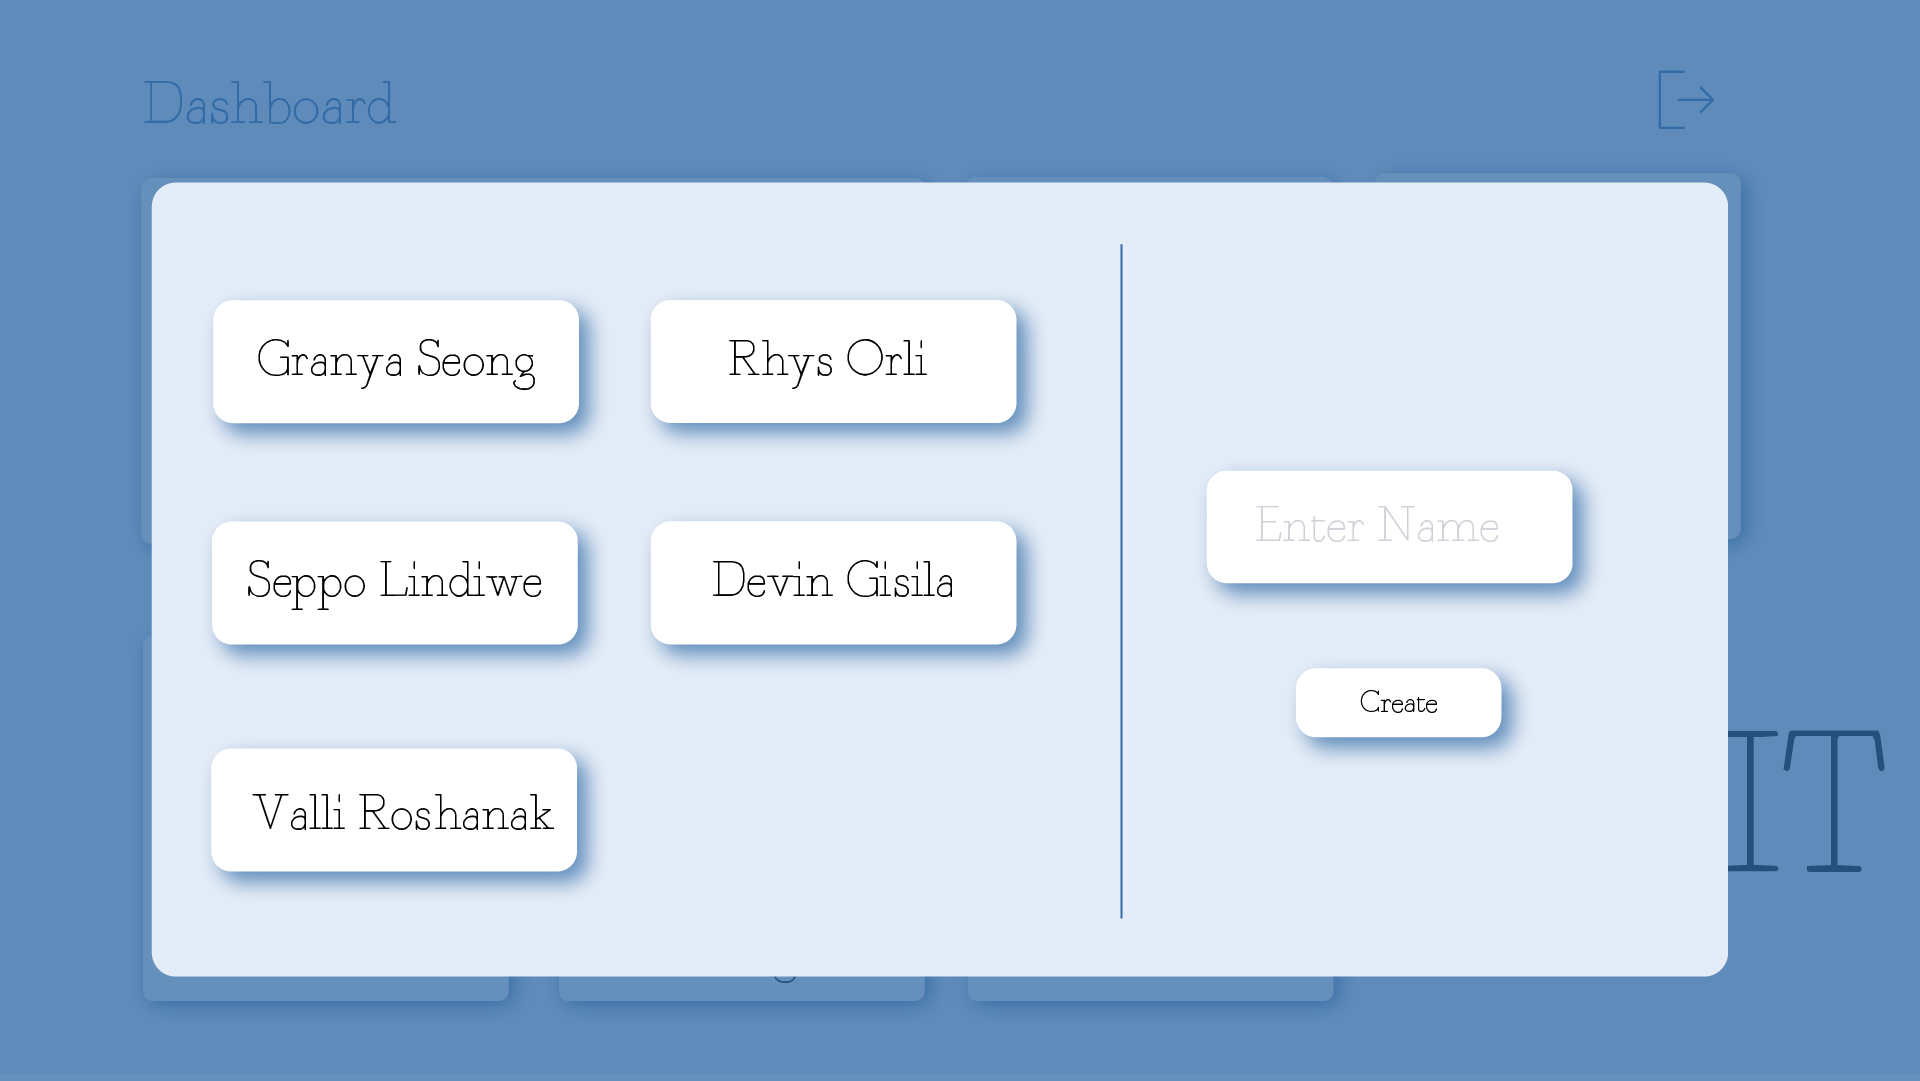 Dashboard
Granya Seong
Rhys Orli
Seppo Lindiwe
Devin Gisila
Valli Roshanak
Enter Name
Create
IT